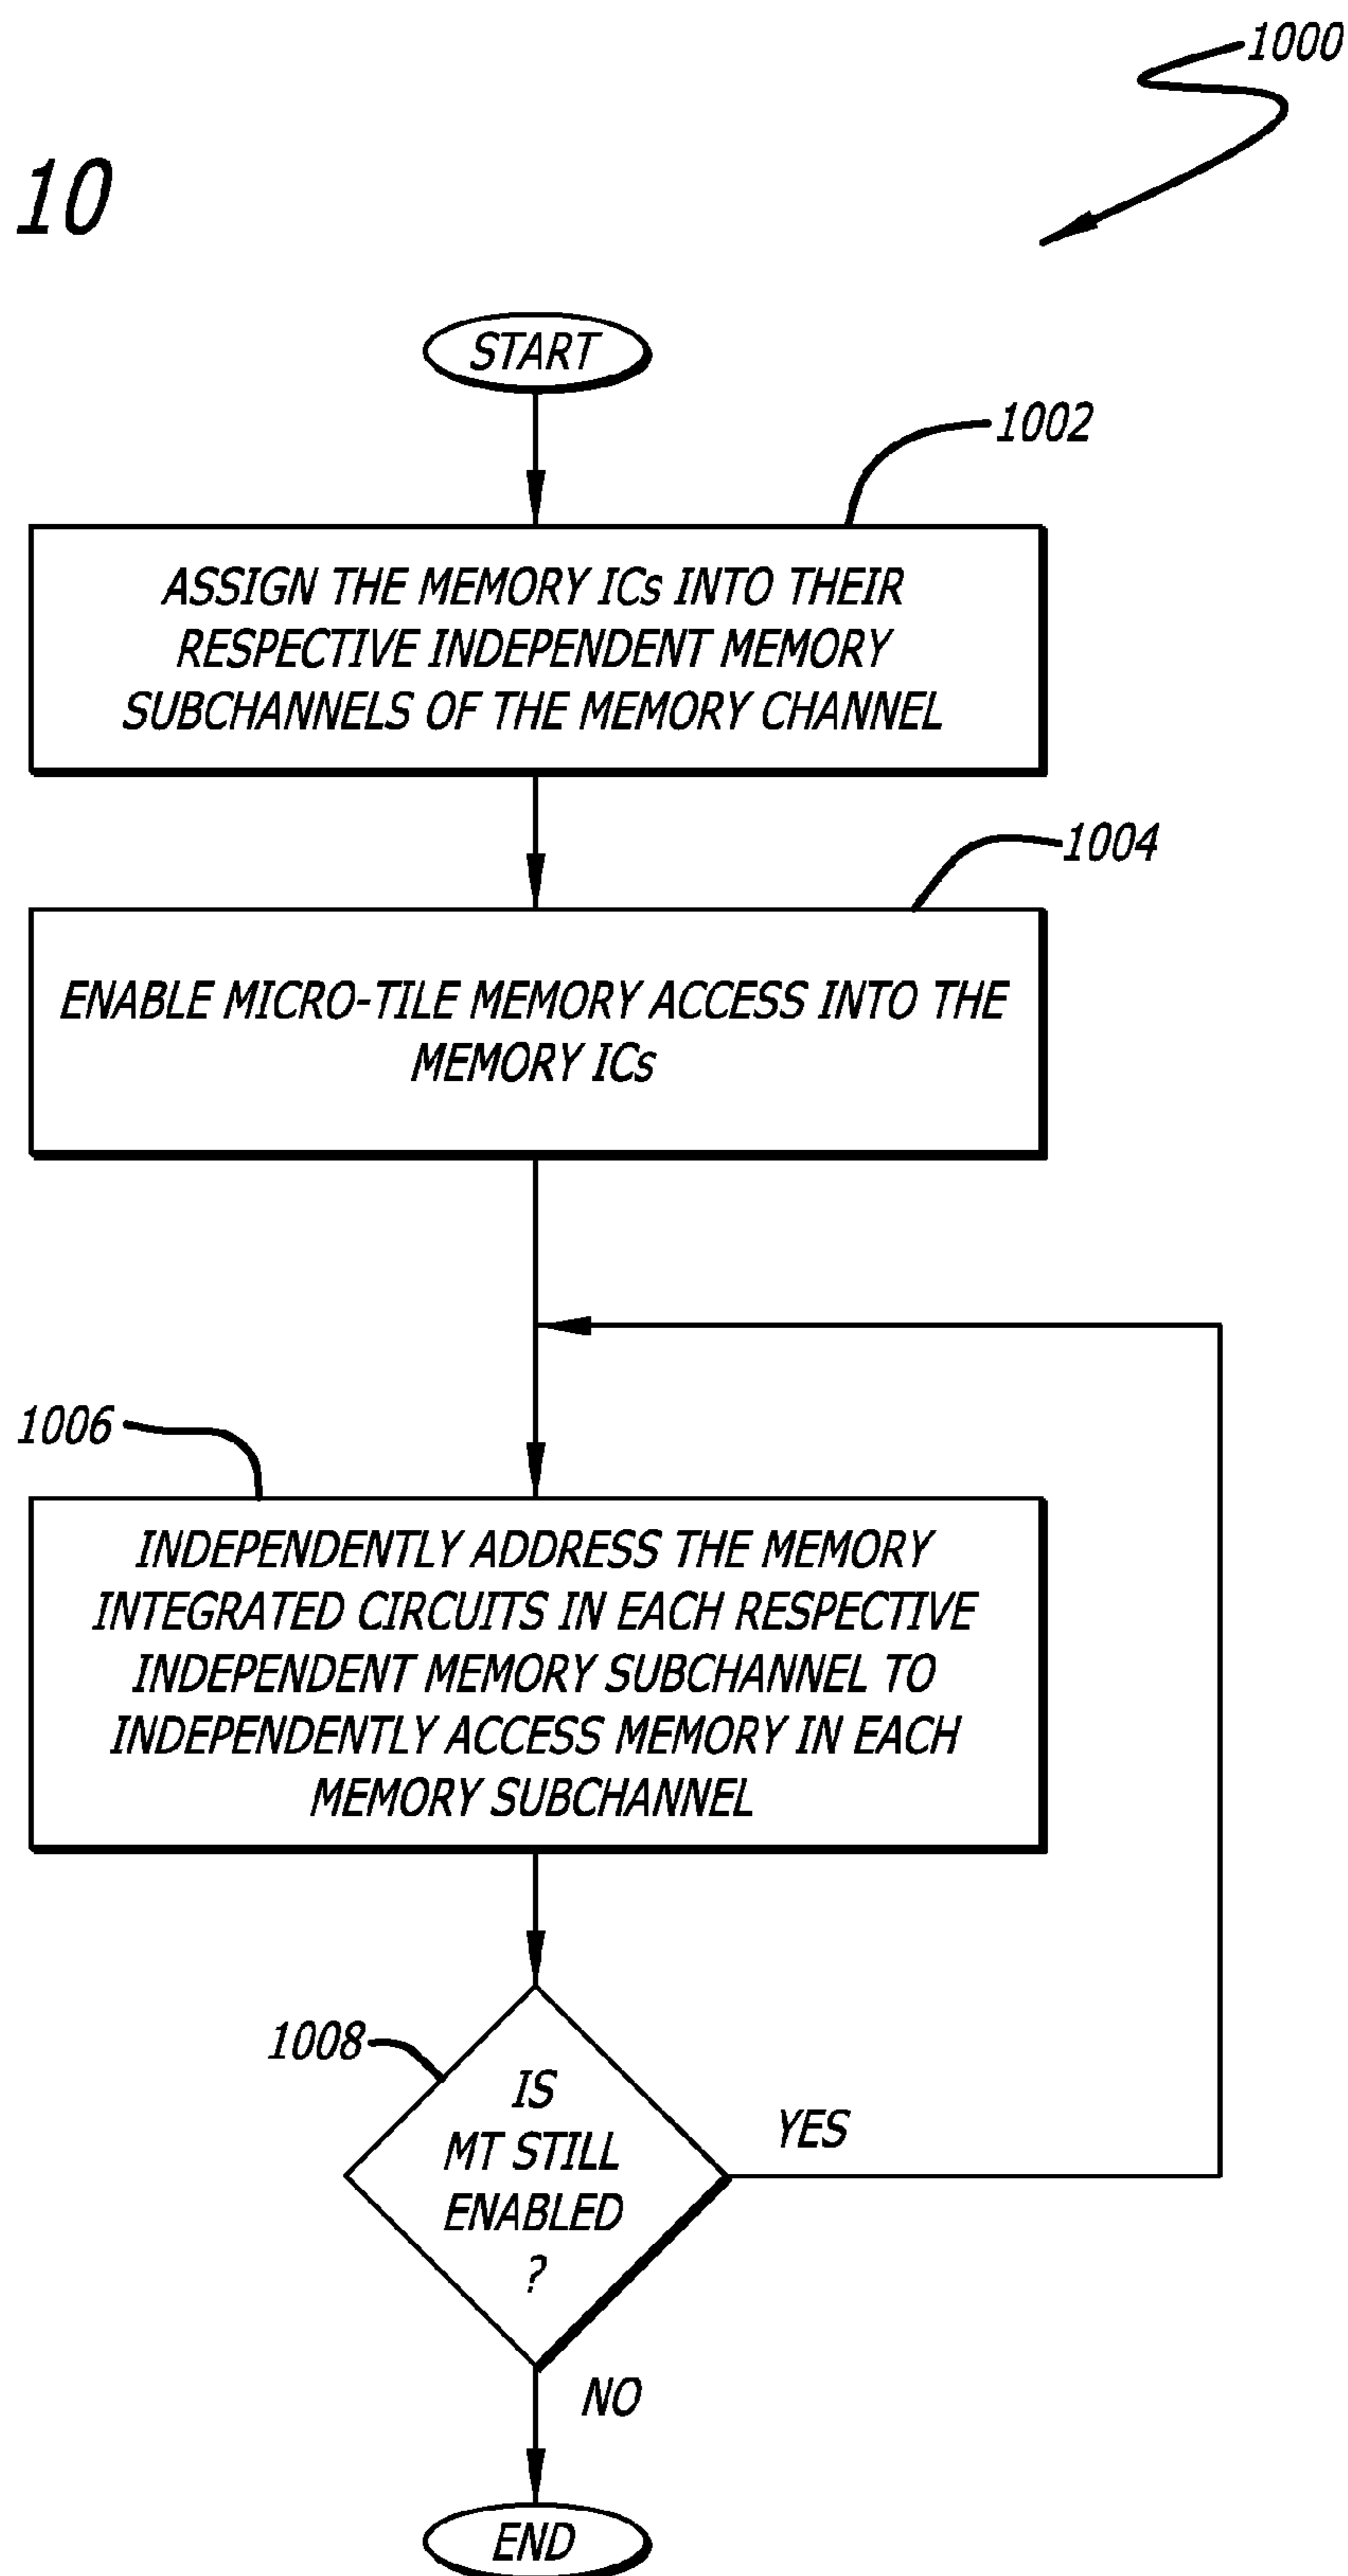 1000
10
START
1002
ASSIGN THE MEMORY ICs INTO THEIR
RESPECTIVE INDEPENDENT MEMORY
SUBCHANNELS OF THE MEMORY CHANNEL
1004
ENABLE MICRO-TILE MEMORY ACCESS INTO THE
MEMORY ICs
1006
INDEPENDENTLY ADDRESS THE MEMORY
INTEGRATED CIRCUITS IN EACH RESPECTIVE
INDEPENDENT MEMORY SUBCHANNEL TO
INDEPENDENTLY ACCESS MEMORY IN EACH
MEMORY SUBCHANNEL
1008
IS
MT STILL
ENABLED
?
YES
NO
END